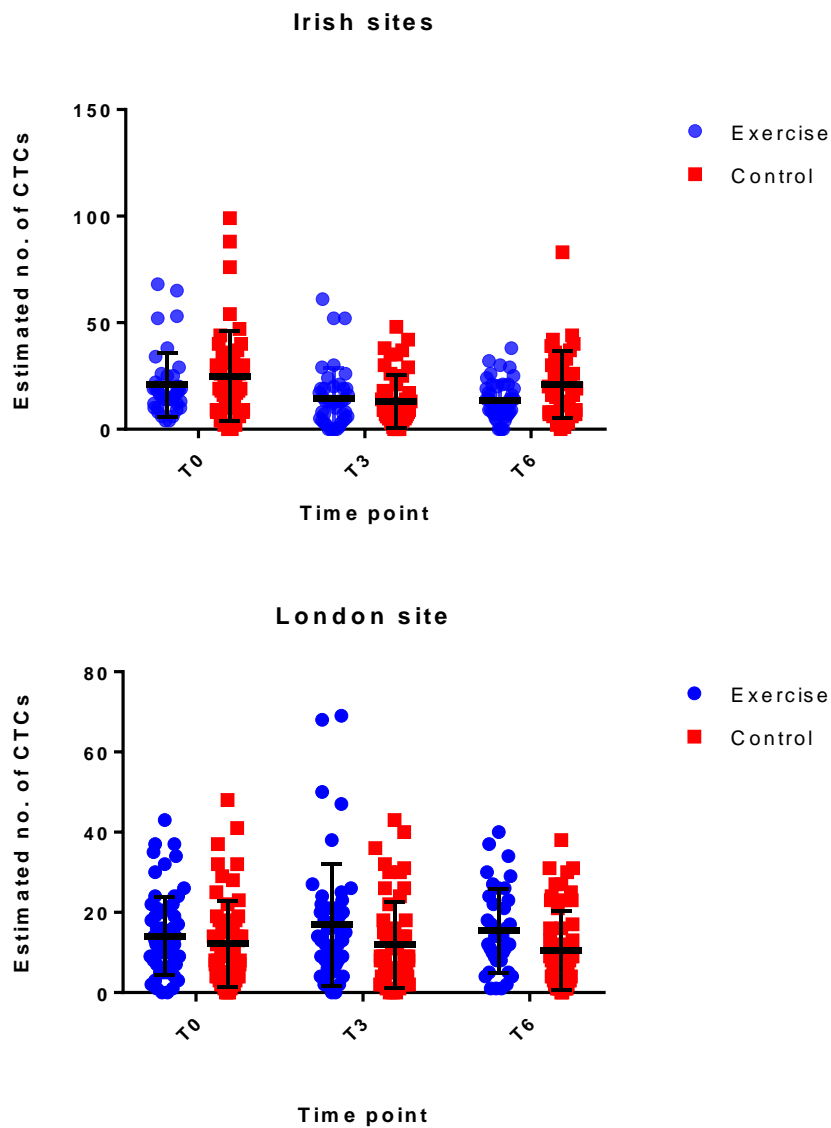 Irish sites
Estimated no. of CTCs
150
100
50
0
T0
T3
T6
Time point
Exercise
Control
London site
Estimated no. of CTCs
80
60
40
20
0
T0
T3
T6
Time point
Exercise
Control